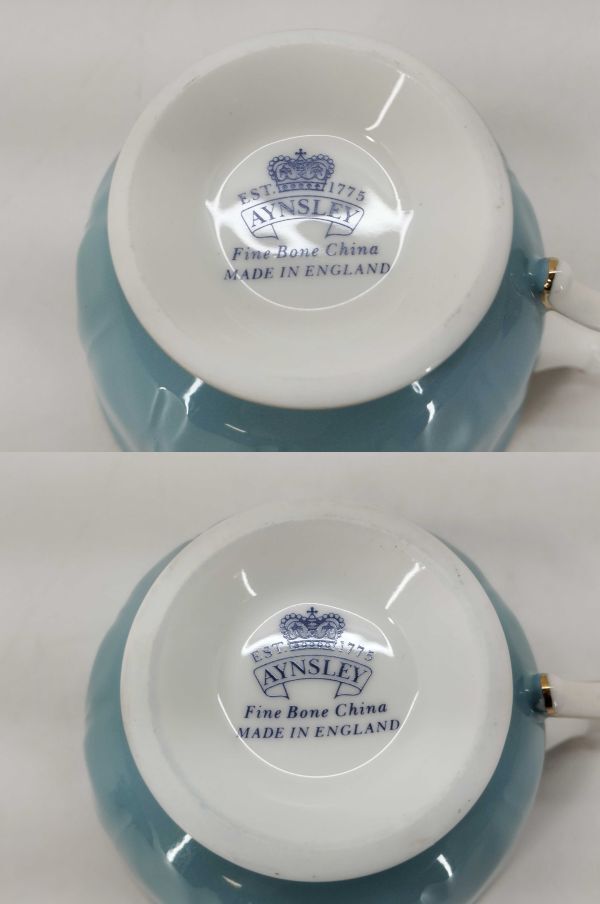 EST. 1775
AYNSLEY
Fine Bone China
MADE IN ENGLAND
EST. 1775
AYNSLEY
Fine Bone China
MADE IN ENGLAND